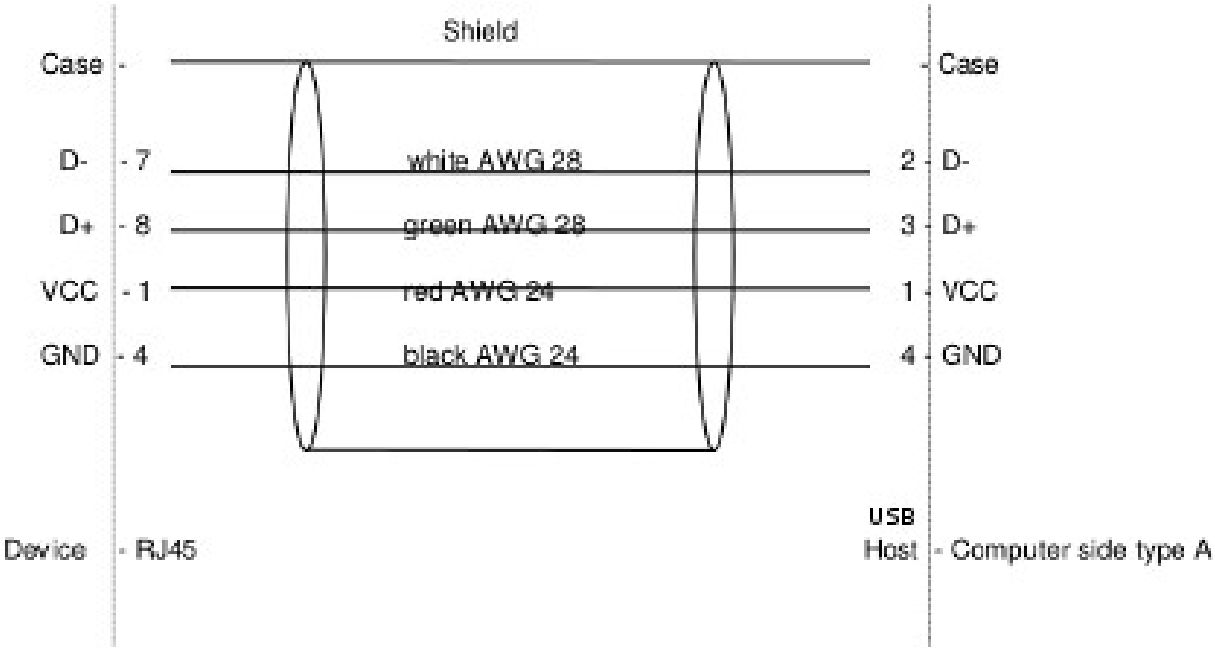 Shield
Case - - Case
D- - 7 white AWG 28 2 - D-
D+ - 8 green AWG 28 3 - D+
VCC - 1 red AWG 24 1 - VCC
GND - 4 black AWG 24 4 - GND
USB
Device - RJ45 Host - Computer side type A